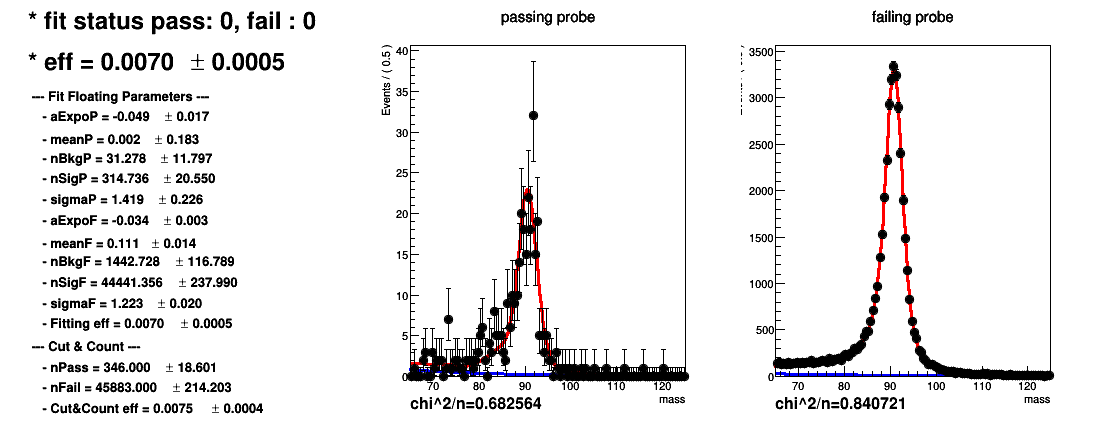 * fit status pass: 0, fail : 0
* eff = 0.0070 ± 0.0005
--- Fit Floating Parameters ---
- aExpoP = -0.049 ± 0.017
- meanP = 0.002 ± 0.183
- nBkgP = 31.278 ± 11.797
- nSigP = 314.736 ± 20.550
- sigmaP = 1.419 ± 0.226
- aExpoF = -0.034 ± 0.003
- meanF = 0.111 ± 0.014
- nBkgF = 1442.728 ± 116.789
- nSigF = 44441.356 ± 237.990
- sigmaF = 1.223 ± 0.020
- Fitting eff = 0.0070 ± 0.0005
--- Cut & Count ---
- nPass = 346.000 ± 18.601
- nFail = 45883.000 ± 214.203
- Cut&Count eff = 0.0075 ± 0.0004
passing probe
Events / ( 0.5 )
40
35
30
25
20
15
10
5
0
70 80 90 100 110 120
mass
chi^2/n=0.682564
failing probe
3500
3000
2500
2000
1500
1000
500
0
70 80 90 100 110 120
mass
chi^2/n=0.840721